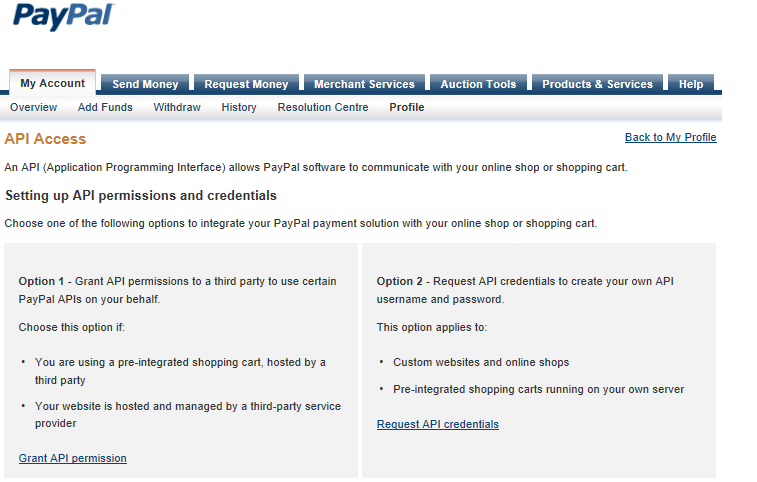 PayPal
My Account Send Money Request Money Merchant Services Auction Tools Products & Services Help
Overview Add Funds Withdraw History Resolution Centre Profile
API Access
Back to My Profile
An API (Application Programming Interface) allows PayPal software to communicate with your online shop or shopping cart.
Setting up API permissions and credentials
Choose one of the following options to integrate your PayPal payment solution with your online shop or shopping cart.
Option 1 - Grant API permissions to a third party to use certain
PayPal APIs on your behalf.
Choose this option if:
• You are using a pre-integrated shopping cart, hosted by a
third party
• Your website is hosted and managed by a third-party service
provider
Grant API permission
Option 2 - Request API credentials to create your own API
username and password.
This option applies to:
• Custom websites and online shops
• Pre-integrated shopping carts running on your own server
Request API credentials